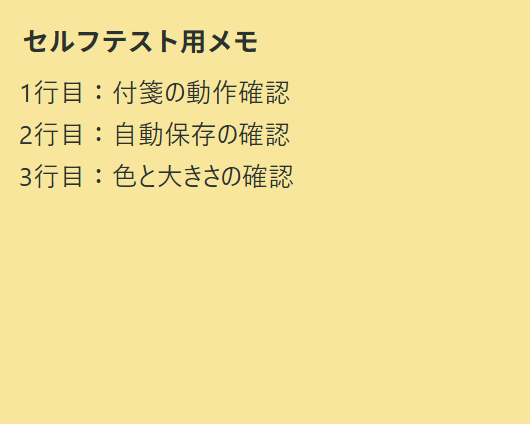 セルフテスト用メモ
1行目：付箋の動作確認
2行目：自動保存の確認
3行目：色と大きさの確認